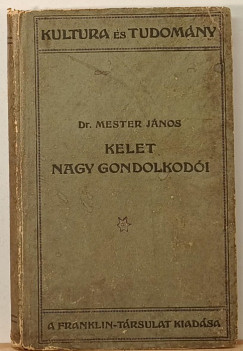 KULTURA ÉS TUDOMÁNY
Dr. MESTER JÁNOS
KELET
NAGY GONDOLKODÓI
A FRANKLIN-TÁRSULAT KIADÁSA